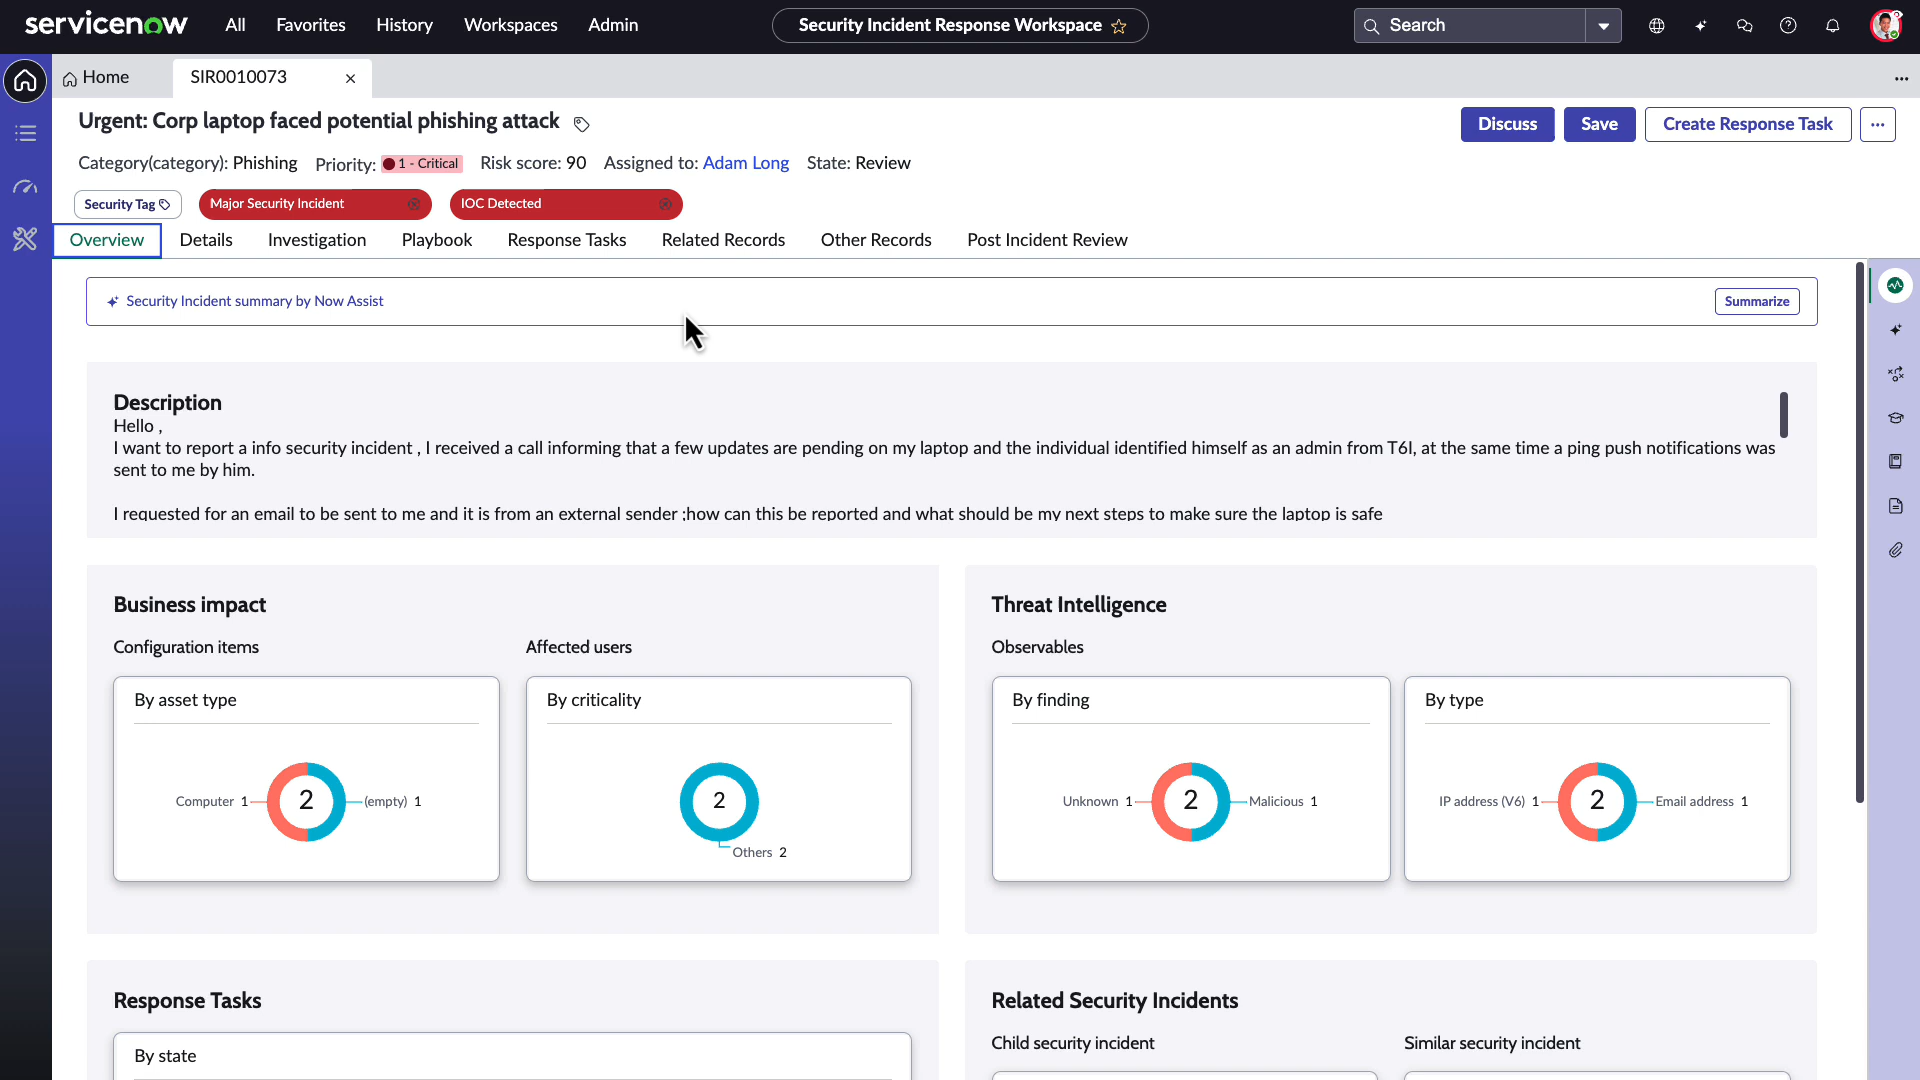 servicenow All Favorites History Workspaces Admin Security Incident Response Workspace Search
Home SIR0010073
Urgent: Corp laptop faced potential phishing attack Discuss Save Create Response Task
Category(category): Phishing Priority: 1 - Critical Risk score: 90 Assigned to: Adam Long State: Review
Security Tag Major Security Incident IOC Detected
Overview Details Investigation Playbook Response Tasks Related Records Other Records Post Incident Review
Security Incident summary by Now Assist Summarize
Description
Hello ,
I want to report a info security incident , I received a call informing that a few updates are pending on my laptop and the individual identified himself as an admin from T6I, at the same time a ping push notifications was
sent to me by him.
I requested for an email to be sent to me and it is from an external sender ;how can this be reported and what should be my next steps to make sure the laptop is safe
Business impact
Configuration items Affected users
By asset type By criticality
Computer 1 2 (empty) 1
2
Others 2
Threat Intelligence
Observables
By finding By type
Unknown 1 2 Malicious 1
IP address (V6) 1 2 Email address 1
Response Tasks
By state
Related Security Incidents
Child security incident Similar security incident